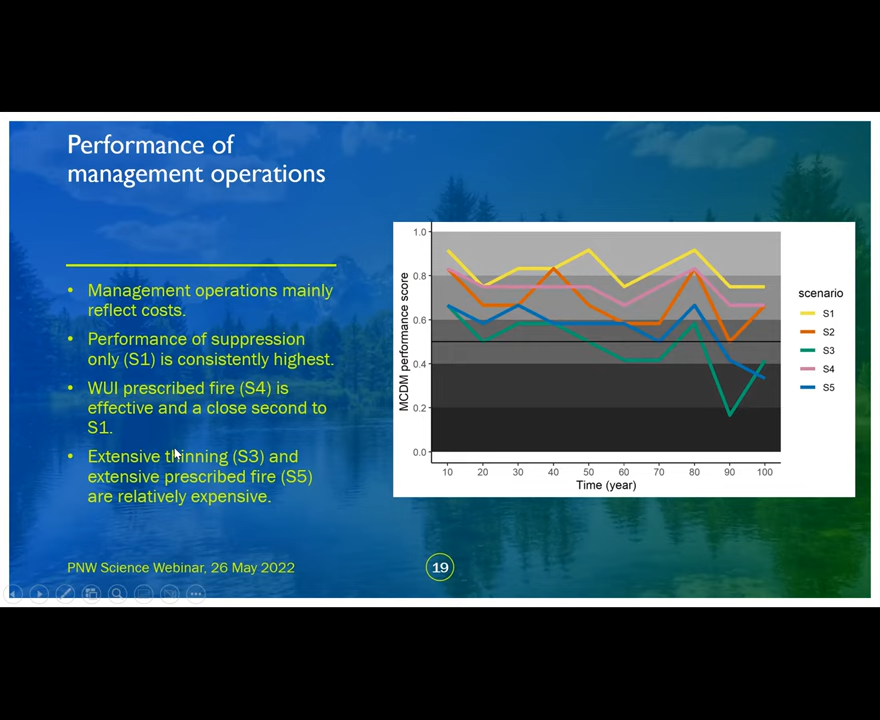 Performance of
management operations
• Management operations mainly
reflect costs.
• Performance of suppression
only (S1) is consistently highest.
• WUI prescribed fire (S4) is
effective and a close second to
S1.
• Extensive thinning (S3) and
extensive prescribed fire (S5)
are relatively expensive.
MCDM performance score
1.0
0.8
0.6
0.4
0.2
0.0
10 20 30 40 50 60 70 80 90 100
Time (year)
scenario
S1
S2
S3
S4
S5
PNW Science Webinar, 26 May 2022
19